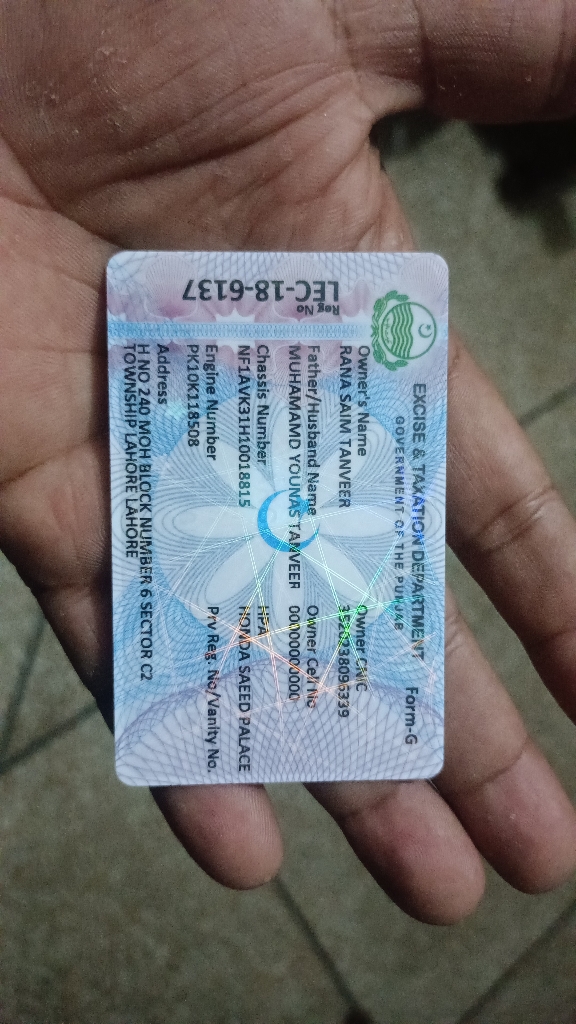 EXCISE & TAXATION DEPARTMENT
GOVERNMENT OF THE PUNJAB
Form-G
Reg No
LEC-18-6137
Owner's Name
RANA SAIM TANVEER
Owner CNIC
Father/Husband Name
MUHAMAMD YOUNAS TANVEER
Owner Cell No
00000000000
Chassis Number
NF1AVK31H10018815
HPA
HONDA SAEED PALACE
Engine Number
PK10K118508
Prv Reg. No/Vanity No.
Address
H NO 240 MOH BLOCK NUMBER 6 SECTOR C2
TOWNSHIP LAHORE LAHORE